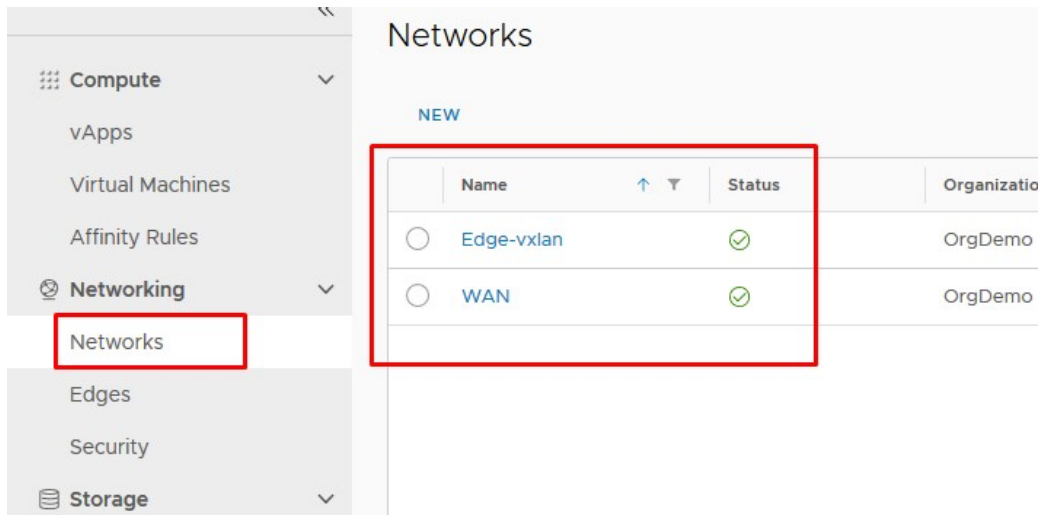 Networks
Compute
vApps
Virtual Machines
Affinity Rules
Networking
Networks
Edges
Security
Storage
NEW
Name Status Organizatio
Edge-vxlan OrgDemo
WAN OrgDemo